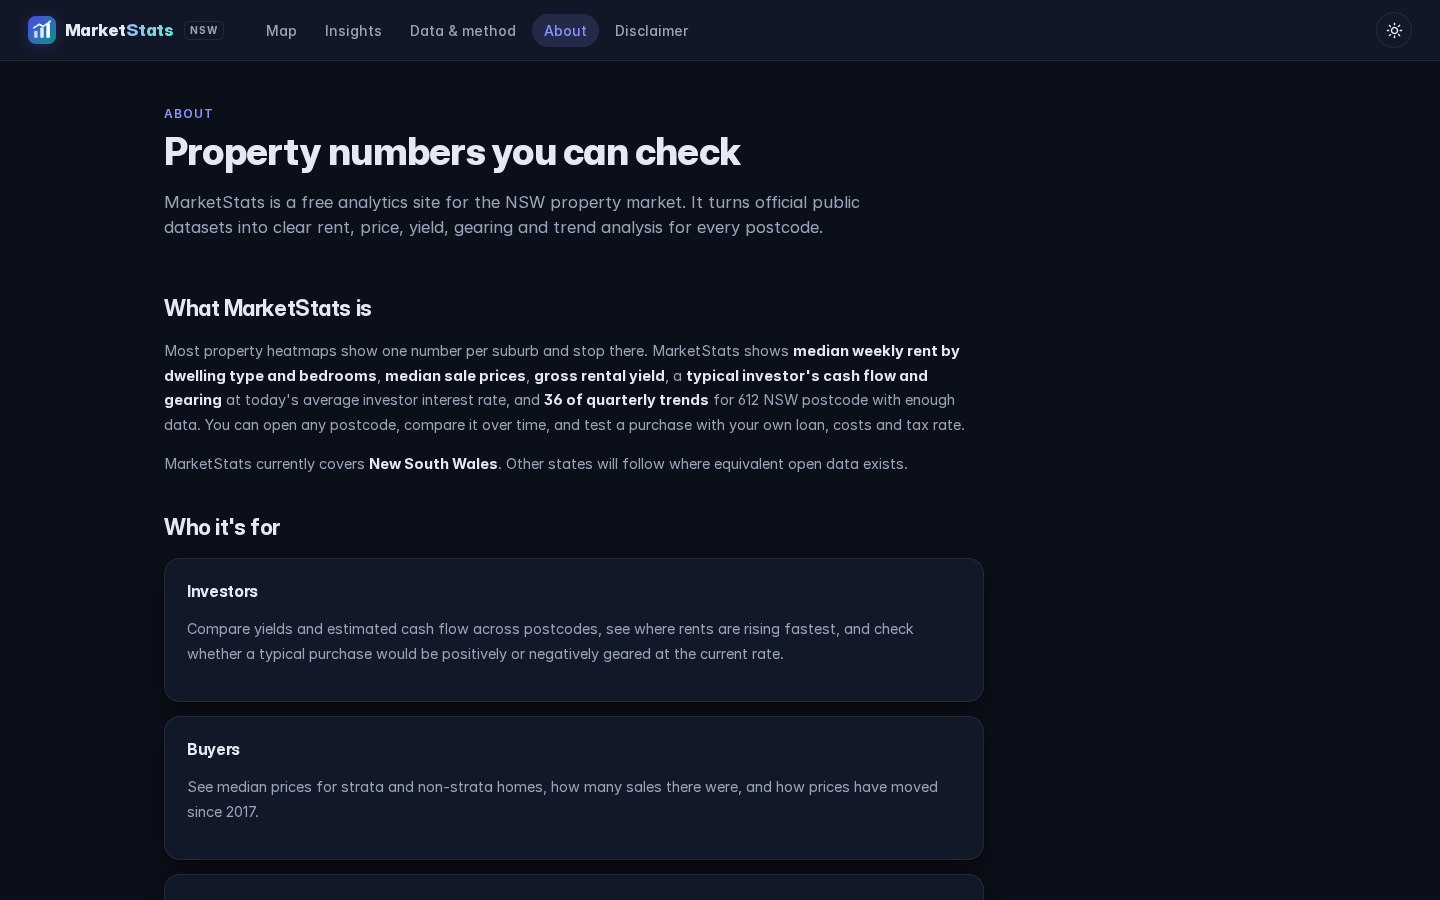 MarketStats NSW Map Insights Data & method About Disclaimer
ABOUT
Property numbers you can check
MarketStats is a free analytics site for the NSW property market. It turns official public
datasets into clear rent, price, yield, gearing and trend analysis for every postcode.
What MarketStats is
Most property heatmaps show one number per suburb and stop there. MarketStats shows median weekly rent by
dwelling type and bedrooms, median sale prices, gross rental yield, a typical investor's cash flow and
gearing at today's average investor interest rate, and 36 of quarterly trends for 612 NSW postcode with enough
data. You can open any postcode, compare it over time, and test a purchase with your own loan, costs and tax rate.
MarketStats currently covers New South Wales. Other states will follow where equivalent open data exists.
Who it's for
Investors
Compare yields and estimated cash flow across postcodes, see where rents are rising fastest, and check
whether a typical purchase would be positively or negatively geared at the current rate.
Buyers
See median prices for strata and non-strata homes, how many sales there were, and how prices have moved
since 2017.